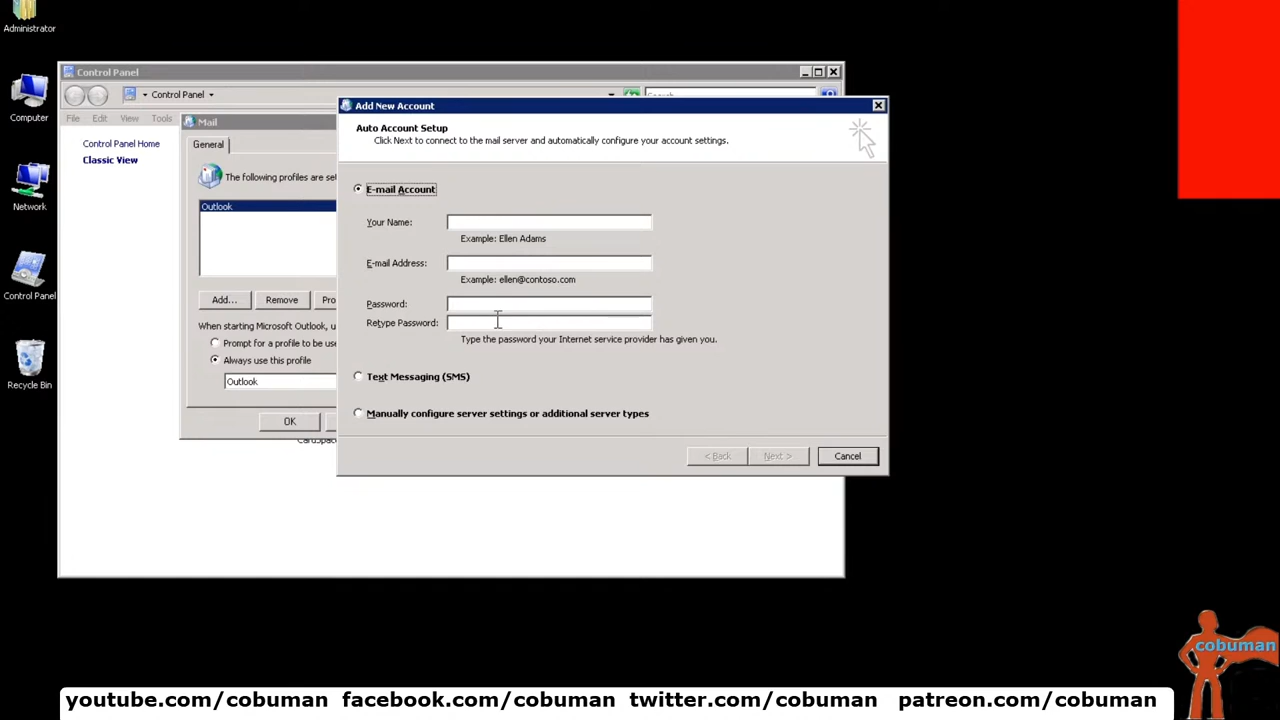 Administrator
Computer
Network
Control Panel
Recycle Bin
Control Panel
Control Panel
File Edit View Tools
Control Panel Home
Classic View
Mail
General
The following profiles are set
Outlook
Add... Remove Pro
When starting Microsoft Outlook, u
Prompt for a profile to be use
Always use this profile
Outlook
OK
Add New Account
Auto Account Setup
Click Next to connect to the mail server and automatically configure your account settings.
E-mail Account
Your Name:
Example: Ellen Adams
E-mail Address:
Example: ellen@contoso.com
Password:
Retype Password:
Type the password your Internet service provider has given you.
Text Messaging (SMS)
Manually configure server settings or additional server types
< Back Next > Cancel
cobuman
youtube.com/cobuman facebook.com/cobuman twitter.com/cobuman patreon.com/cobuman